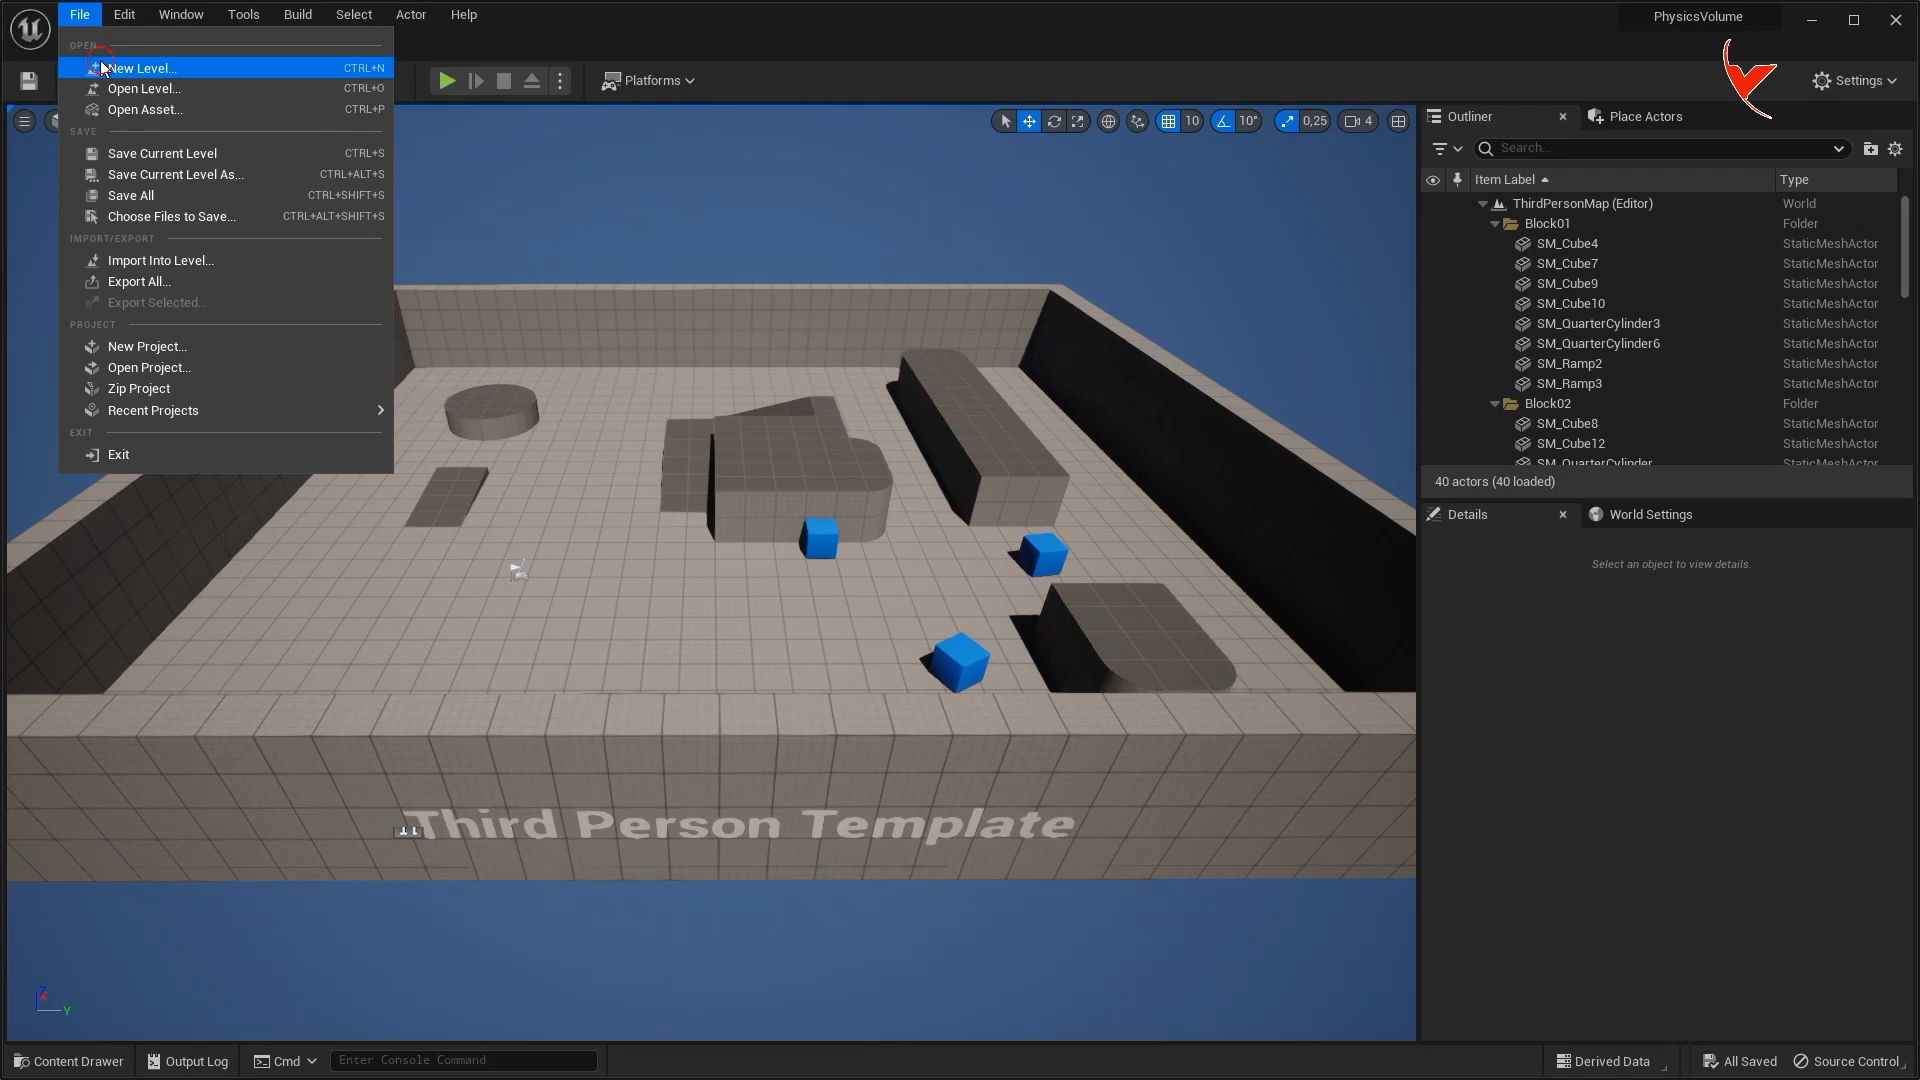 File Edit Window Tools Build Select Actor Help
PhysicsVolume
OPEN
New Level... CTRL+N
Open Level... CTRL+O
Open Asset... CTRL+P
SAVE
Save Current Level CTRL+S
Save Current Level As... CTRL+ALT+S
Save All CTRL+SHIFT+S
Choose Files to Save... CTRL+ALT+SHIFT+S
IMPORT/EXPORT
Import Into Level...
Export All...
Export Selected...
PROJECT
New Project...
Open Project...
Zip Project
Recent Projects
EXIT
Exit
Platforms
Settings
10 10° 0,25 4
Third Person Template
Z
Y
Outliner Place Actors
Search...
Item Label Type
ThirdPersonMap (Editor) World
Block01 Folder
SM_Cube4 StaticMeshActor
SM_Cube7 StaticMeshActor
SM_Cube9 StaticMeshActor
SM_Cube10 StaticMeshActor
SM_QuarterCylinder3 StaticMeshActor
SM_QuarterCylinder6 StaticMeshActor
SM_Ramp2 StaticMeshActor
SM_Ramp3 StaticMeshActor
Block02 Folder
SM_Cube8 StaticMeshActor
SM_Cube12 StaticMeshActor
SM_QuarterCylinder StaticMeshActor
40 actors (40 loaded)
Details World Settings
Select an object to view details.
Content Drawer Output Log Cmd Enter Console Command Derived Data All Saved Source Control